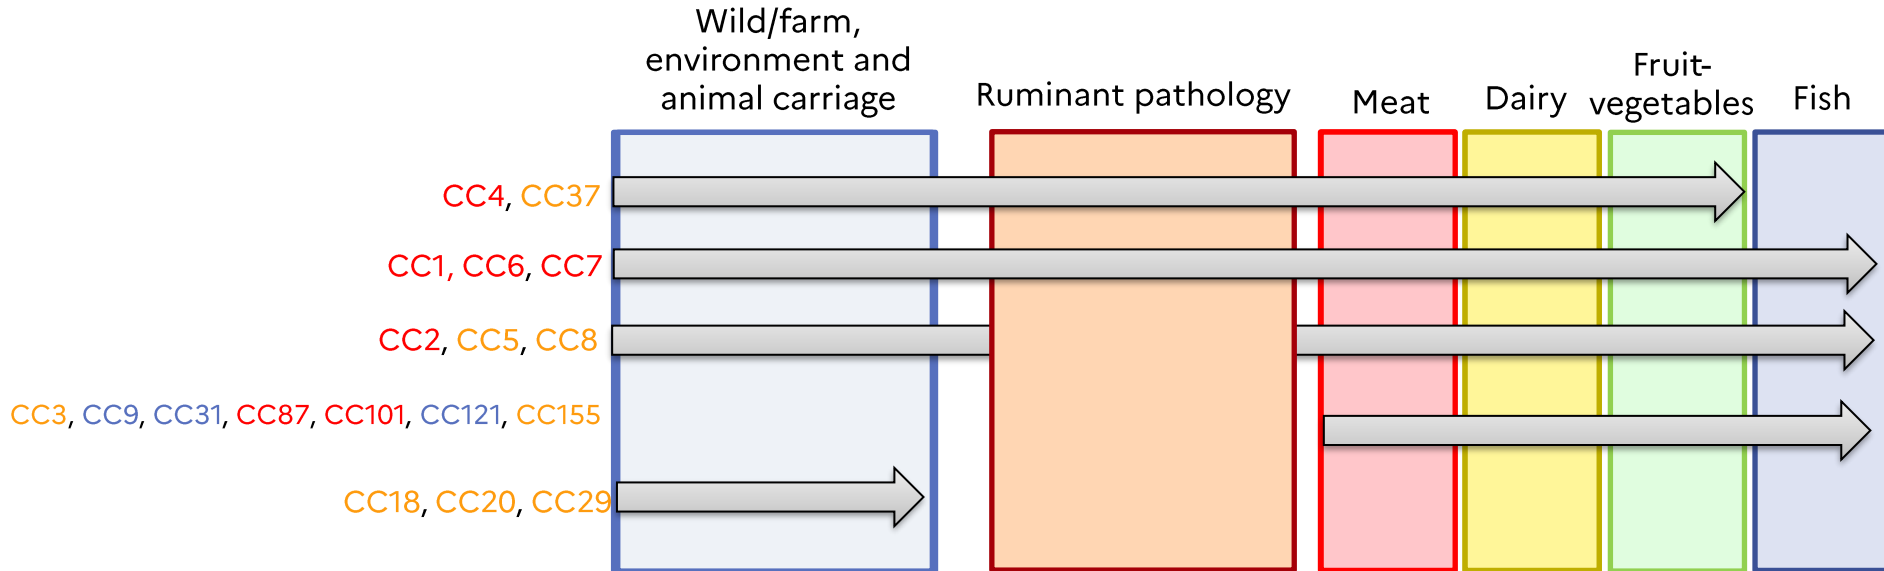 Wild/farm,
environment and
animal carriage
Ruminant pathology
Meat
Dairy
Fruit-
vegetables
Fish
CC4, CC37
CC1, CC6, CC7
CC2, CC5, CC8
CC3, CC9, CC31, CC87, CC101, CC121, CC155
CC18, CC20, CC29